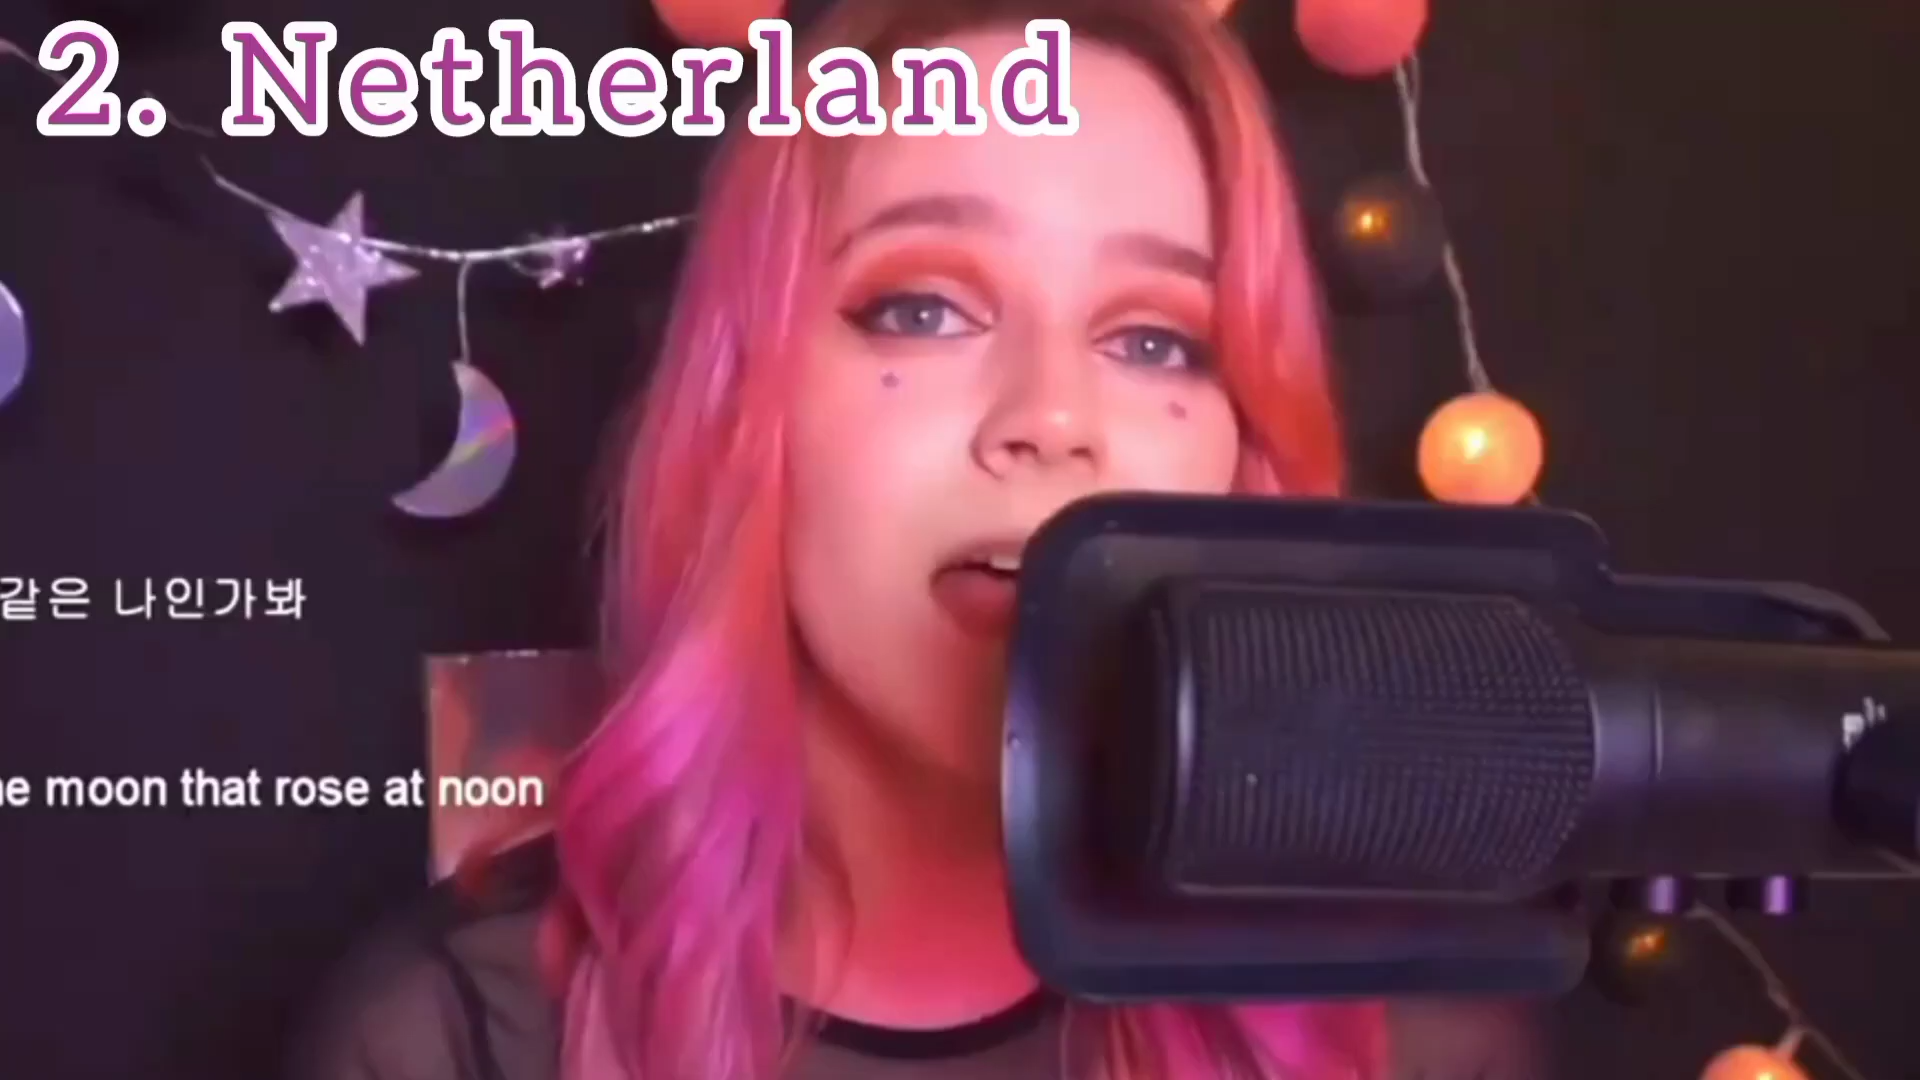 2. Netherland
같은 나인가봐
moon that rose at noon